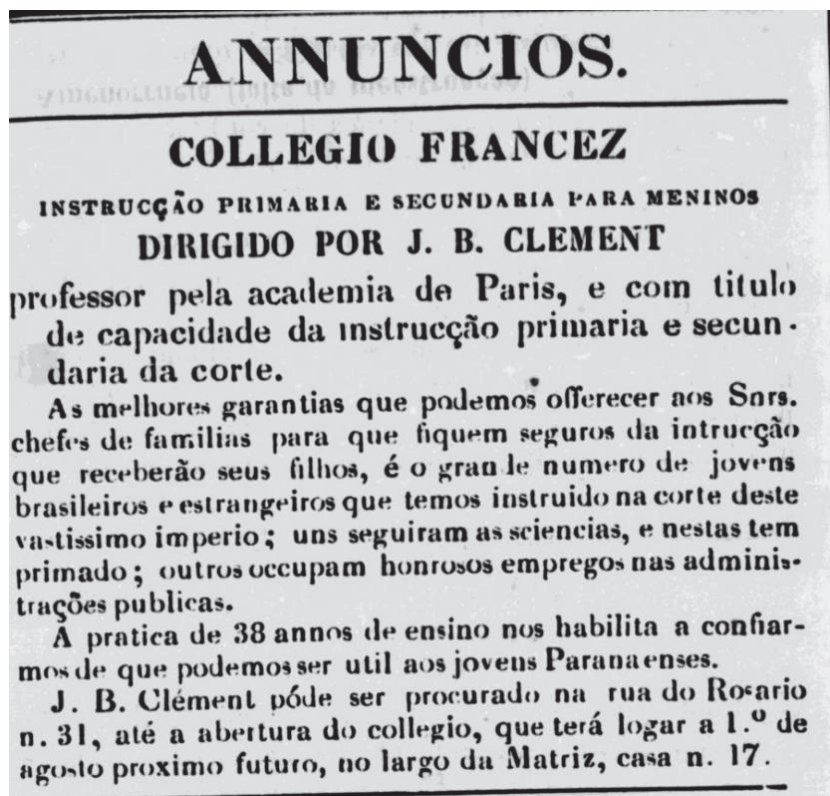 ANNUNCIOS.
COLLEGIO FRANCEZ
INSTRUCÇÃO PRIMARIA E SECUNDARIA PARA MENINOS
DIRIGIDO POR J. B. CLEMENT
professor pela academia de Paris, e com titulo
de capacidade da instrucção primaria e secun-
daria da corte.
As melhores garantias que podemos offerecer aos Snrs.
chefes de familias para que fiquem seguros da intrucção
que receberão seus filhos, é o grande numero de jovens
brasileiros e estrangeiros que temos instruido na corte deste
vastissimo imperio; uns seguiram as sciencias, e nestas tem
primado; outros occupam honrosos empregos nas adminis-
trações publicas.
A pratica de 38 annos de ensino nos habilita a confiar-
mos de que podemos ser util aos jovens Paranaenses.
J. B. Clément póde ser procurado na rua do Rosario
n. 31, até a abertura do collegio, que terá logar a 1.º de
agosto proximo futuro, no largo da Matriz, casa n. 17.